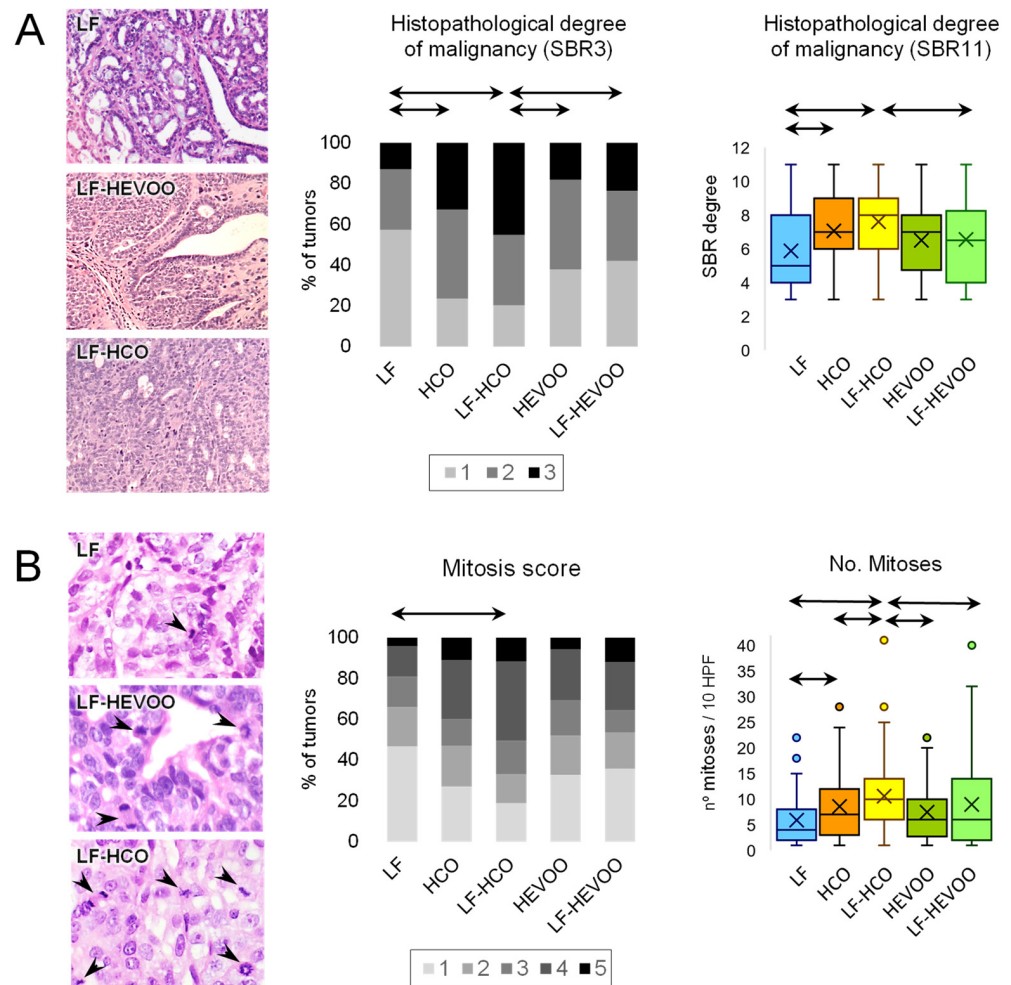 A
LF
LF-HEVOO
LF-HCO
Histopathological degree
of malignancy (SBR3)
% of tumors
100
80
60
40
20
0
LF
HCO
LF-HCO
HEVOO
LF-HEVOO
1 2 3
Histopathological degree
of malignancy (SBR11)
SBR degree
12
10
8
6
4
2
0
LF
HCO
LF-HCO
HEVOO
LF-HEVOO
B
LF
LF-HEVOO
LF-HCO
Mitosis score
% of tumors
100
80
60
40
20
0
LF
HCO
LF-HCO
HEVOO
LF-HEVOO
1 2 3 4 5
No. Mitoses
nº mitoses / 10 HPF
40
35
30
25
20
15
10
5
0
LF
HCO
LF-HCO
HEVOO
LF-HEVOO